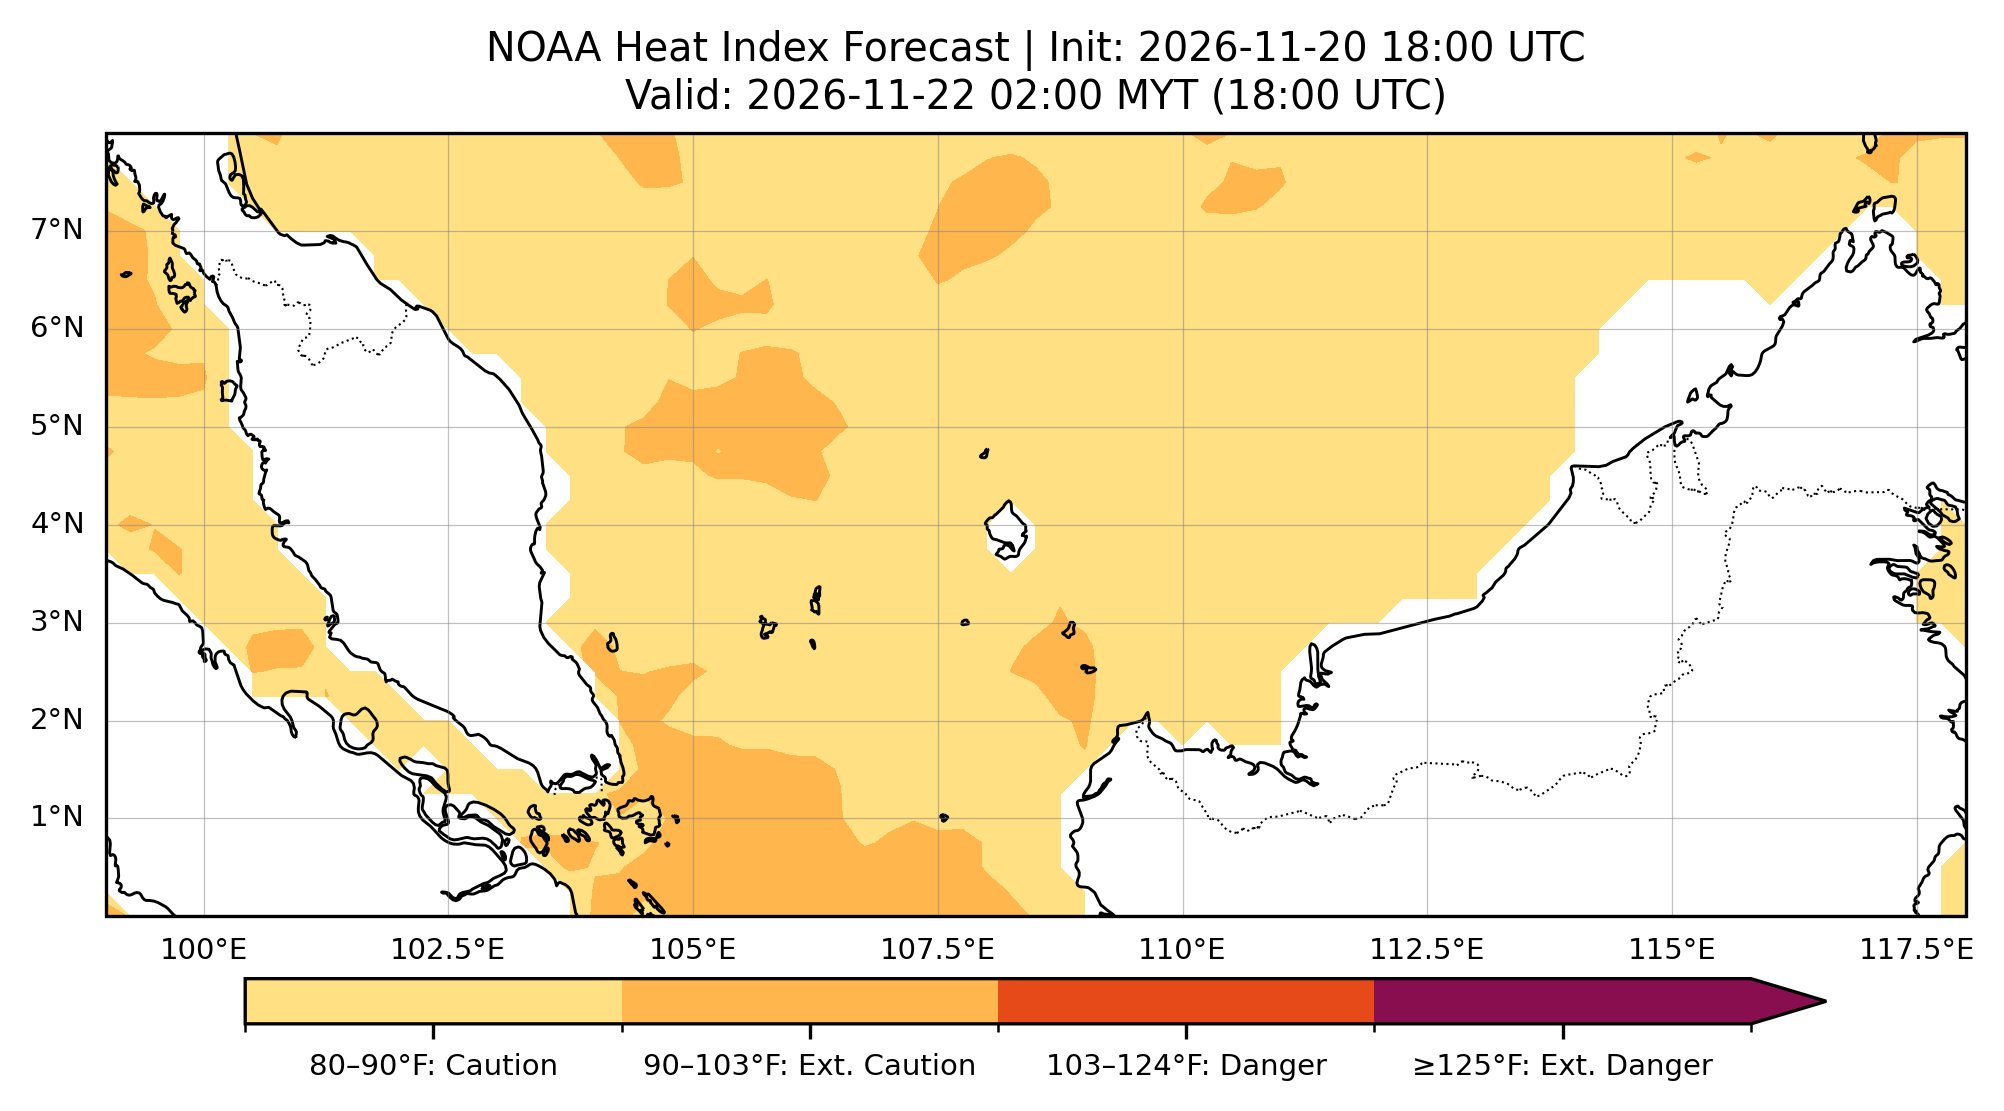 NOAA Heat Index Forecast | Init: 2026-11-20 18:00 UTC
Valid: 2026-11-22 02:00 MYT (18:00 UTC)
7°N
6°N
5°N
4°N
3°N
2°N
1°N
100°E 102.5°E 105°E 107.5°E 110°E 112.5°E 115°E 117.5°E
80–90°F: Caution 90–103°F: Ext. Caution 103–124°F: Danger ≥125°F: Ext. Danger